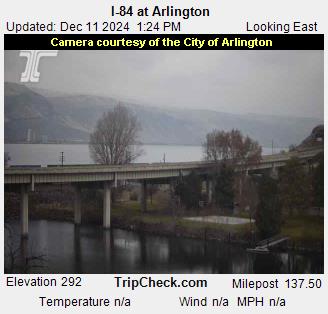 I-84 at Arlington
Updated: Dec 11 2024 1:24 PM Looking East
Camera courtesy of the City of Arlington
Elevation 292 TripCheck.com Milepost 137.50
Temperature n/a Wind n/a MPH n/a